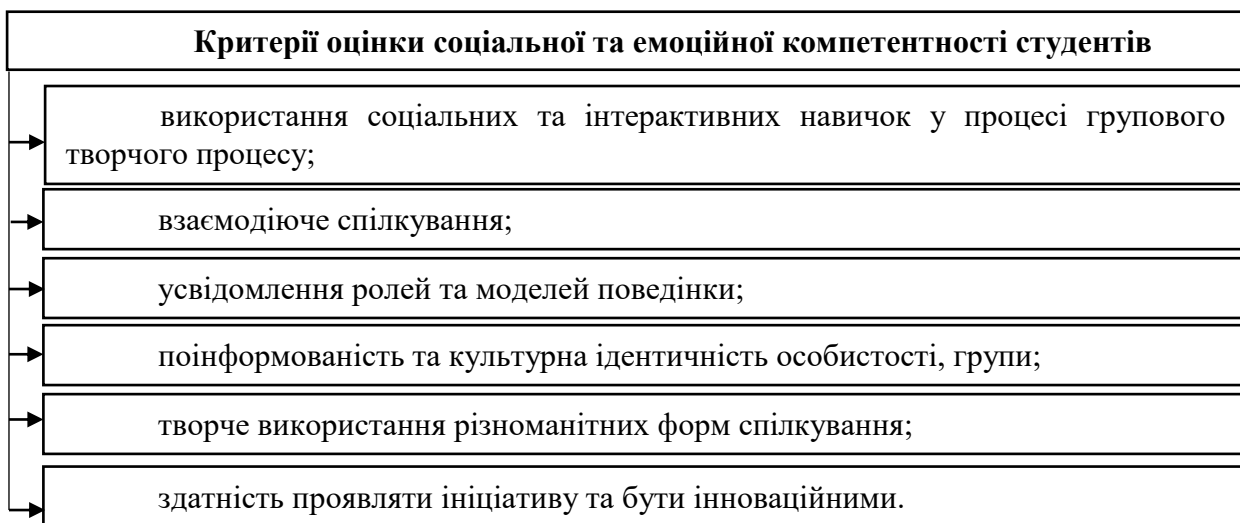 Критерії оцінки соціальної та емоційної компетентності студентів
використання соціальних та інтерактивних навичок у процесі групового
творчого процесу;
взаємодіюче спілкування;
усвідомлення ролей та моделей поведінки;
поінформованість та культурна ідентичність особистості, групи;
творче використання різноманітних форм спілкування;
здатність проявляти ініціативу та бути інноваційними.